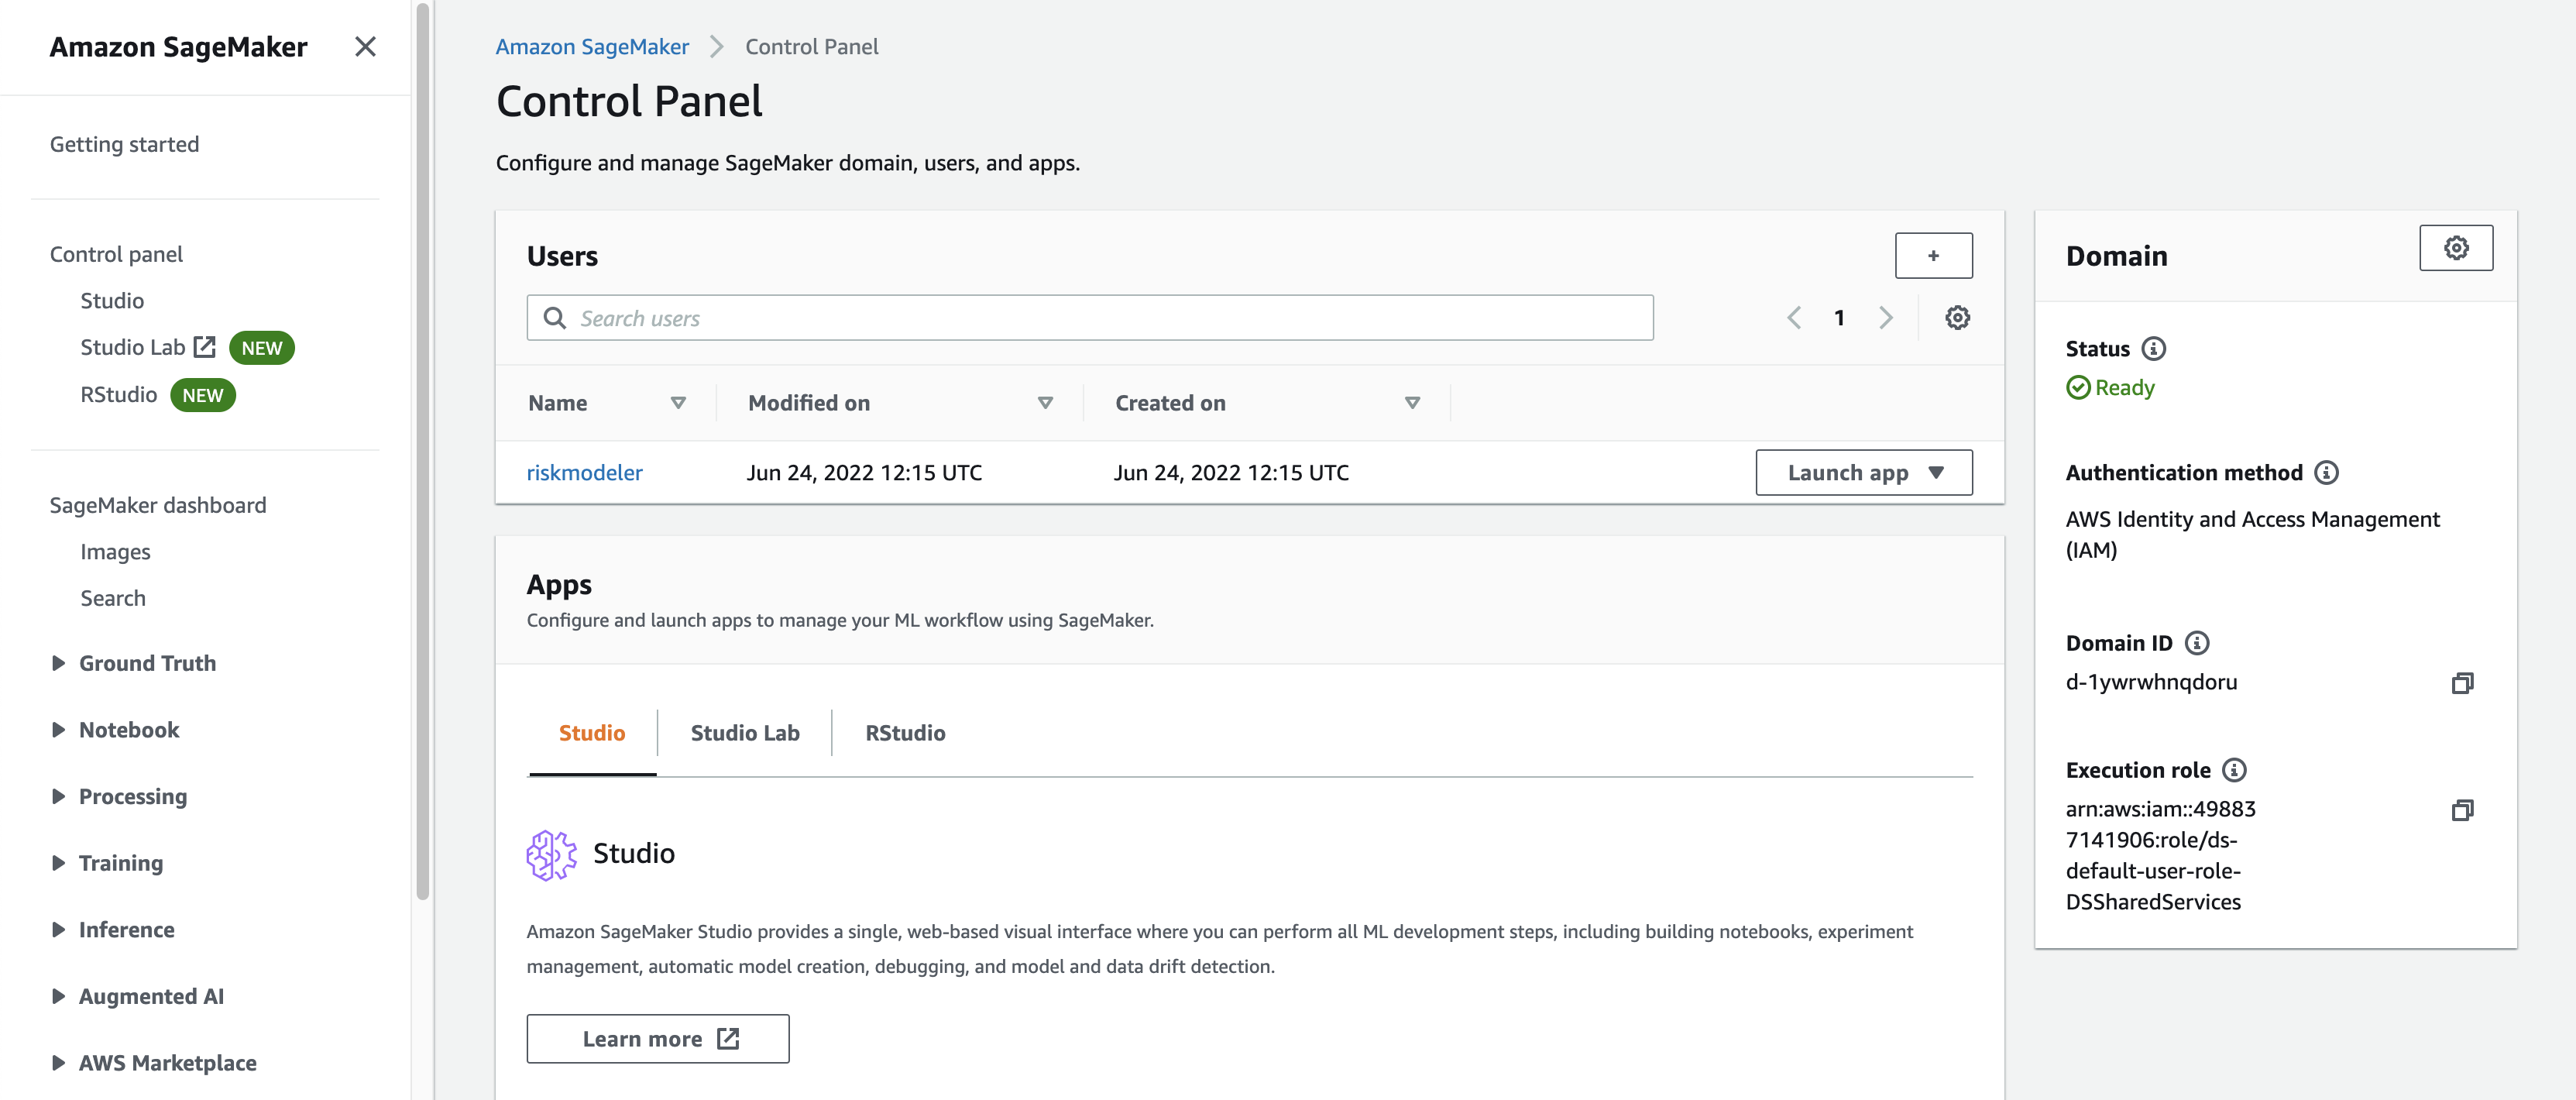 Amazon SageMaker
Getting started
Control panel
Studio
Studio Lab NEW
RStudio NEW
SageMaker dashboard
Images
Search
Ground Truth
Notebook
Processing
Training
Inference
Augmented AI
AWS Marketplace
Amazon SageMaker Control Panel
Control Panel
Configure and manage SageMaker domain, users, and apps.
Users
+
Search users
1
Name Modified on Created on
riskmodeler Jun 24, 2022 12:15 UTC Jun 24, 2022 12:15 UTC Launch app
Apps
Configure and launch apps to manage your ML workflow using SageMaker.
Studio Studio Lab RStudio
Studio
Amazon SageMaker Studio provides a single, web-based visual interface where you can perform all ML development steps, including building notebooks, experiment
management, automatic model creation, debugging, and model and data drift detection.
Learn more
Domain
Status
Ready
Authentication method
AWS Identity and Access Management
(IAM)
Domain ID
d-1ywrwhnqdoru
Execution role
arn:aws:iam::49883
7141906:role/ds-
default-user-role-
DSSharedServices